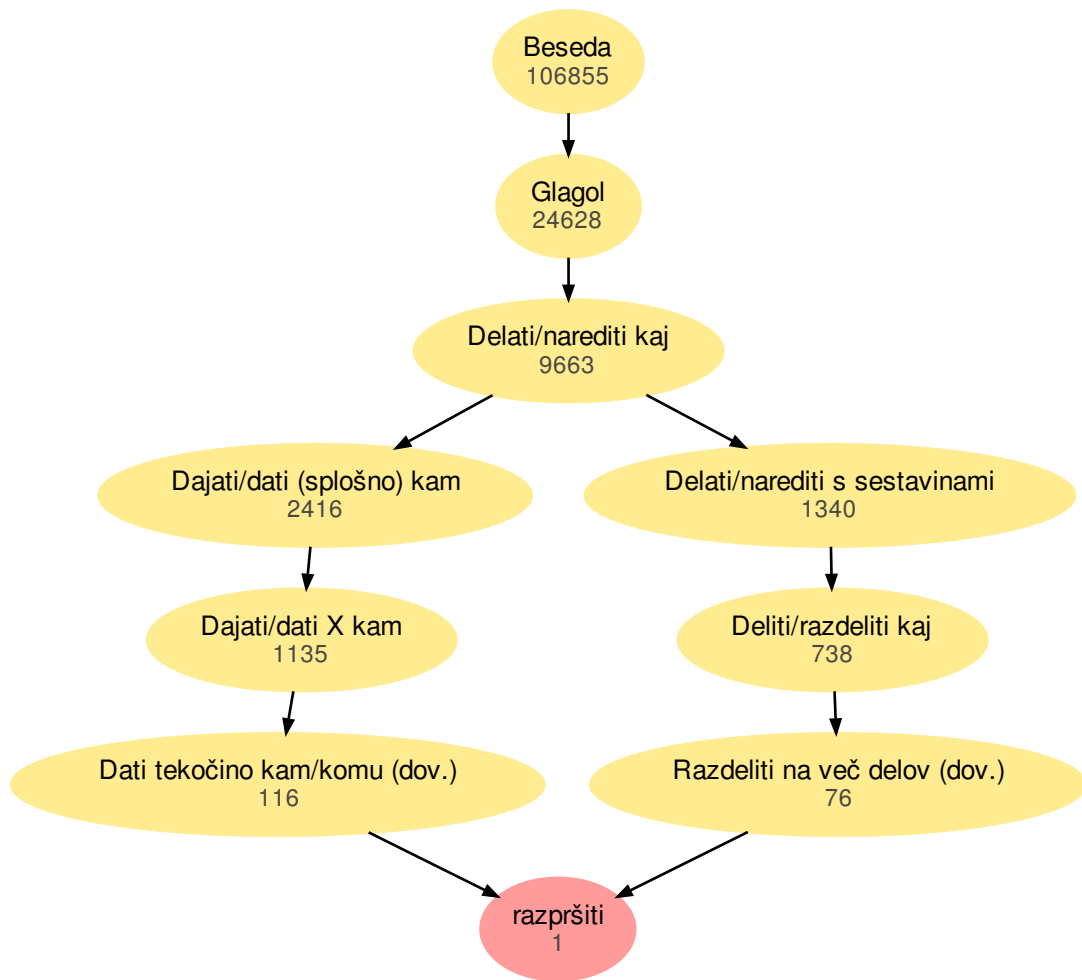 Beseda
106855
Glagol
24628
Delati/narediti kaj
9663
Dajati/dati (splošno) kam
2416
Delati/narediti s sestavinami
1340
Dajati/dati X kam
1135
Deliti/razdeliti kaj
738
Dati tekočino kam/komu (dov.)
116
Razdeliti na več delov (dov.)
76
razpršiti
1